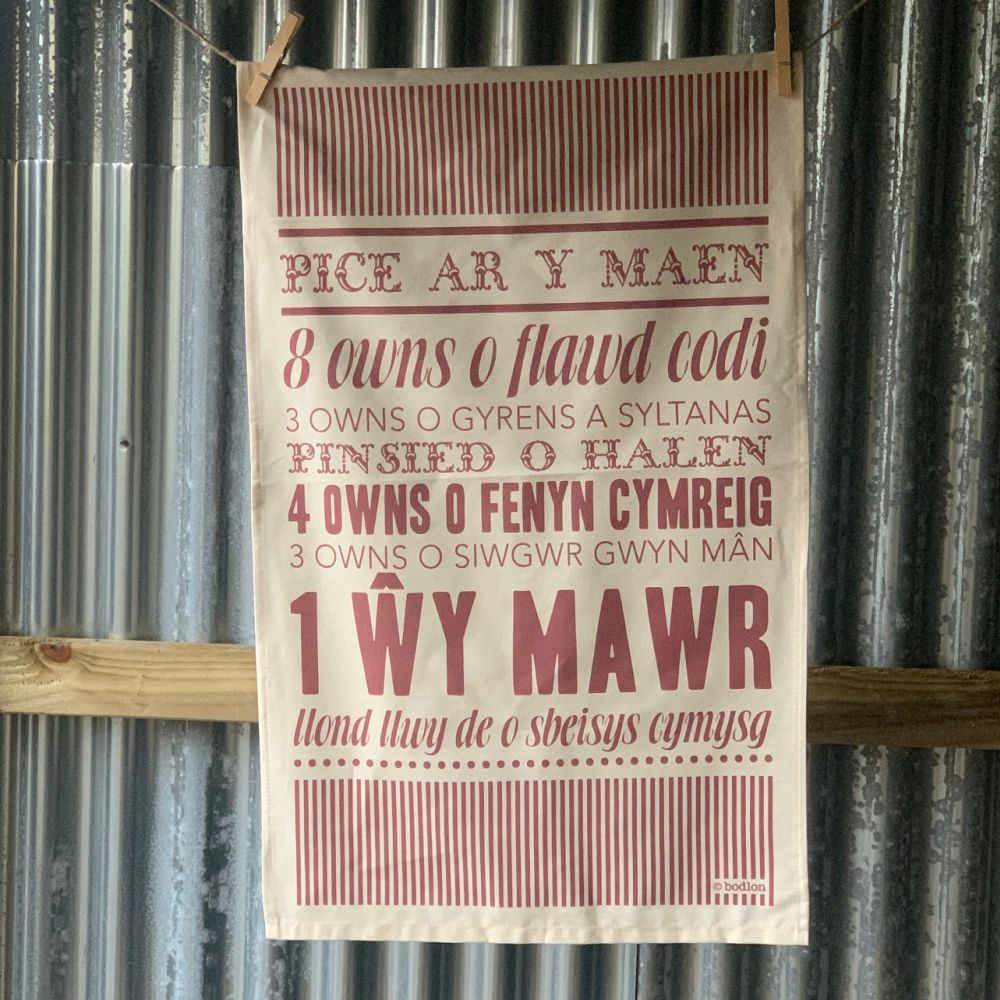 PICE AR Y MAEN
8 owns o flawd codi
3 OWNS O GYRENS A SYLTANAS
PINSIED O HALEN
4 OWNS O FENYN CYMREIG
3 OWNS O SIWGWR GWYN MÂN
1 ŴY MAWR
llond llwy de o sbeisys cymysg
© bodlon